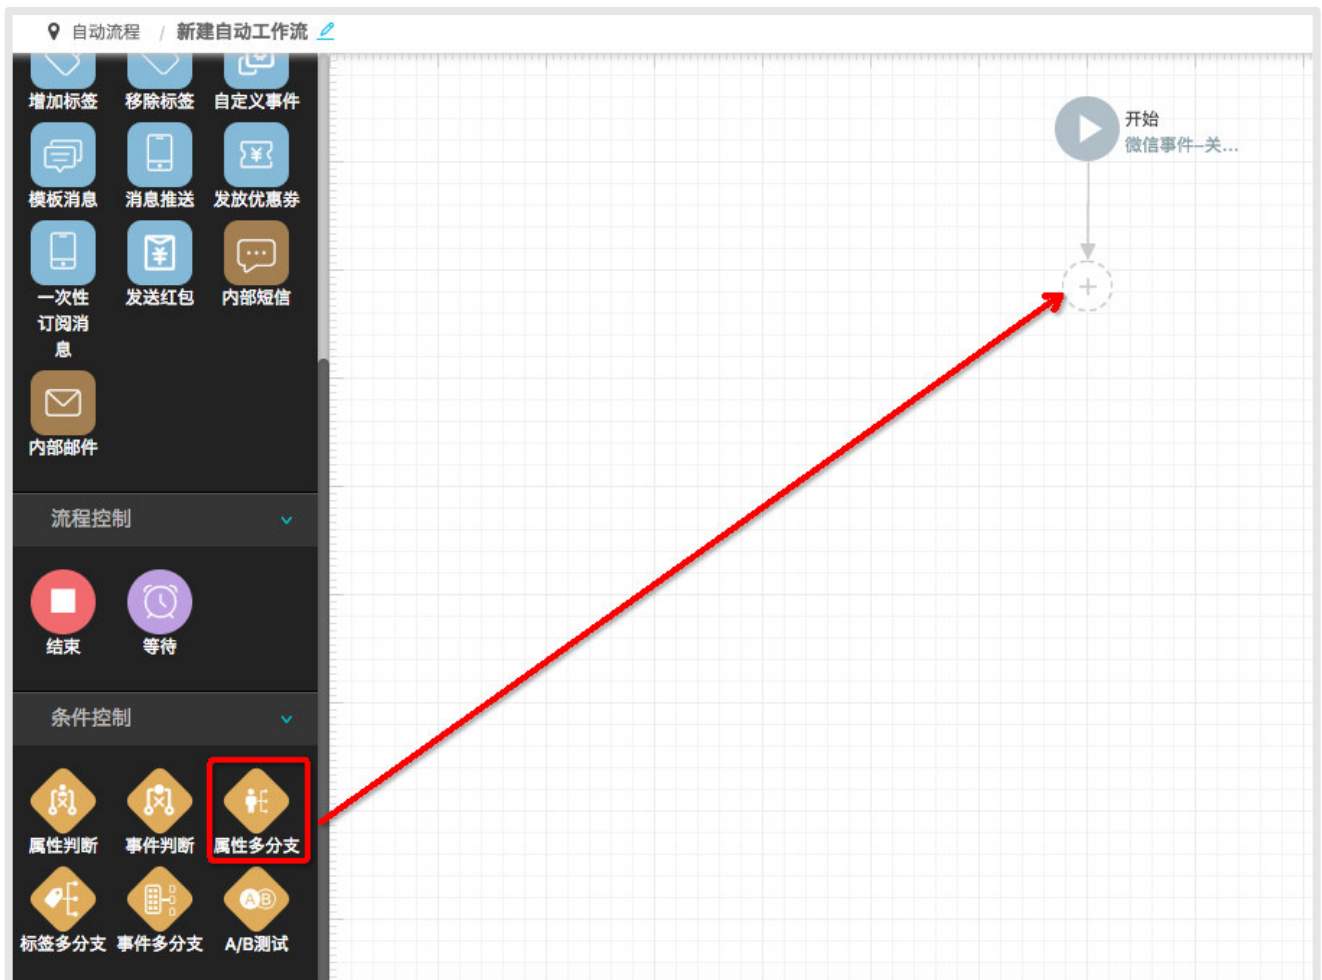 自动流程 / 新建自动工作流
增加标签 移除标签 自定义事件
开始
微信事件–关...
模板消息 消息推送 发放优惠券
一次性 发送红包 内部短信
订阅消
息
内部邮件
流程控制
结束 等待
条件控制
属性判断 事件判断 属性多分支
A B
标签多分支 事件多分支 A/B测试